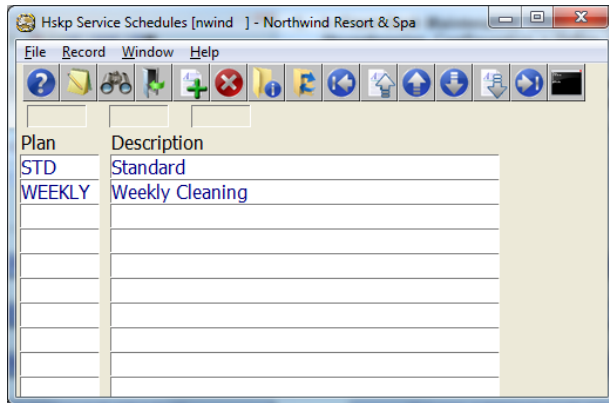 Hskp Service Schedules [nwind   ] - Northwind Resort & Spa
File Record Window Help
Plan Description
STD Standard
WEEKLY Weekly Cleaning